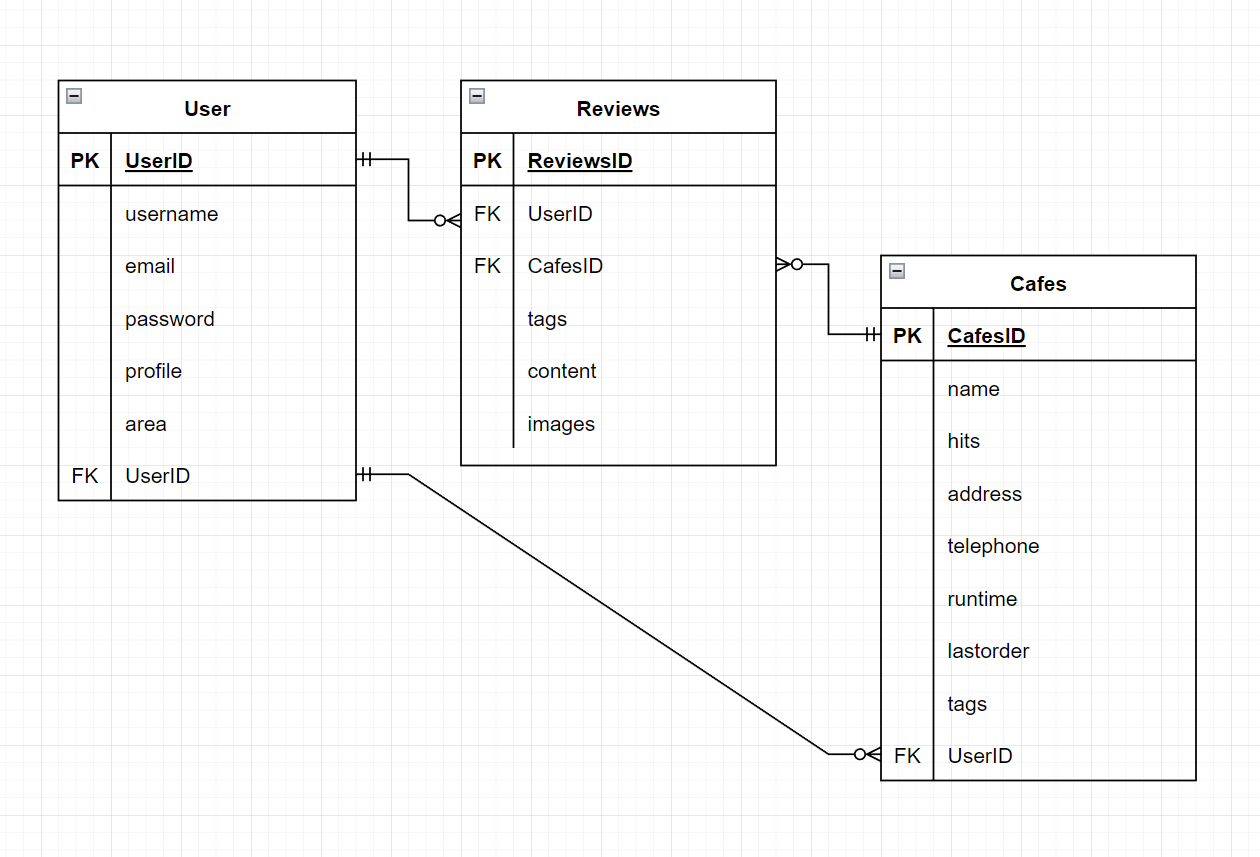 User
PK UserID
username
email
password
profile
area
FK UserID
Reviews
PK ReviewsID
FK UserID
FK CafesID
tags
content
images
Cafes
PK CafesID
name
hits
address
telephone
runtime
lastorder
tags
FK UserID